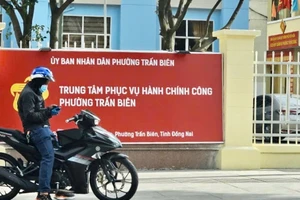 ỦY BAN NHÂN DÂN PHƯỜNG TRẤN BIÊN
TRUNG TÂM PHỤC VỤ HÀNH CHÍNH CÔNG
PHƯỜNG TRẤN BIÊN
Phường Trấn Biên, Tỉnh Đồng Nai